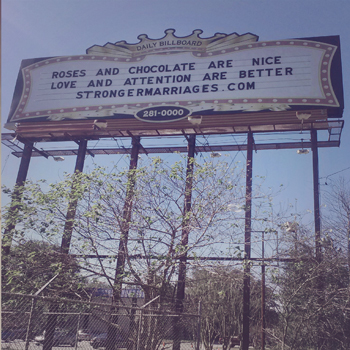 DAILY BILLBOARD
ROSES AND CHOCOLATE ARE NICE
LOVE AND ATTENTION ARE BETTER
STRONGERMARRIAGES.COM
281-0000